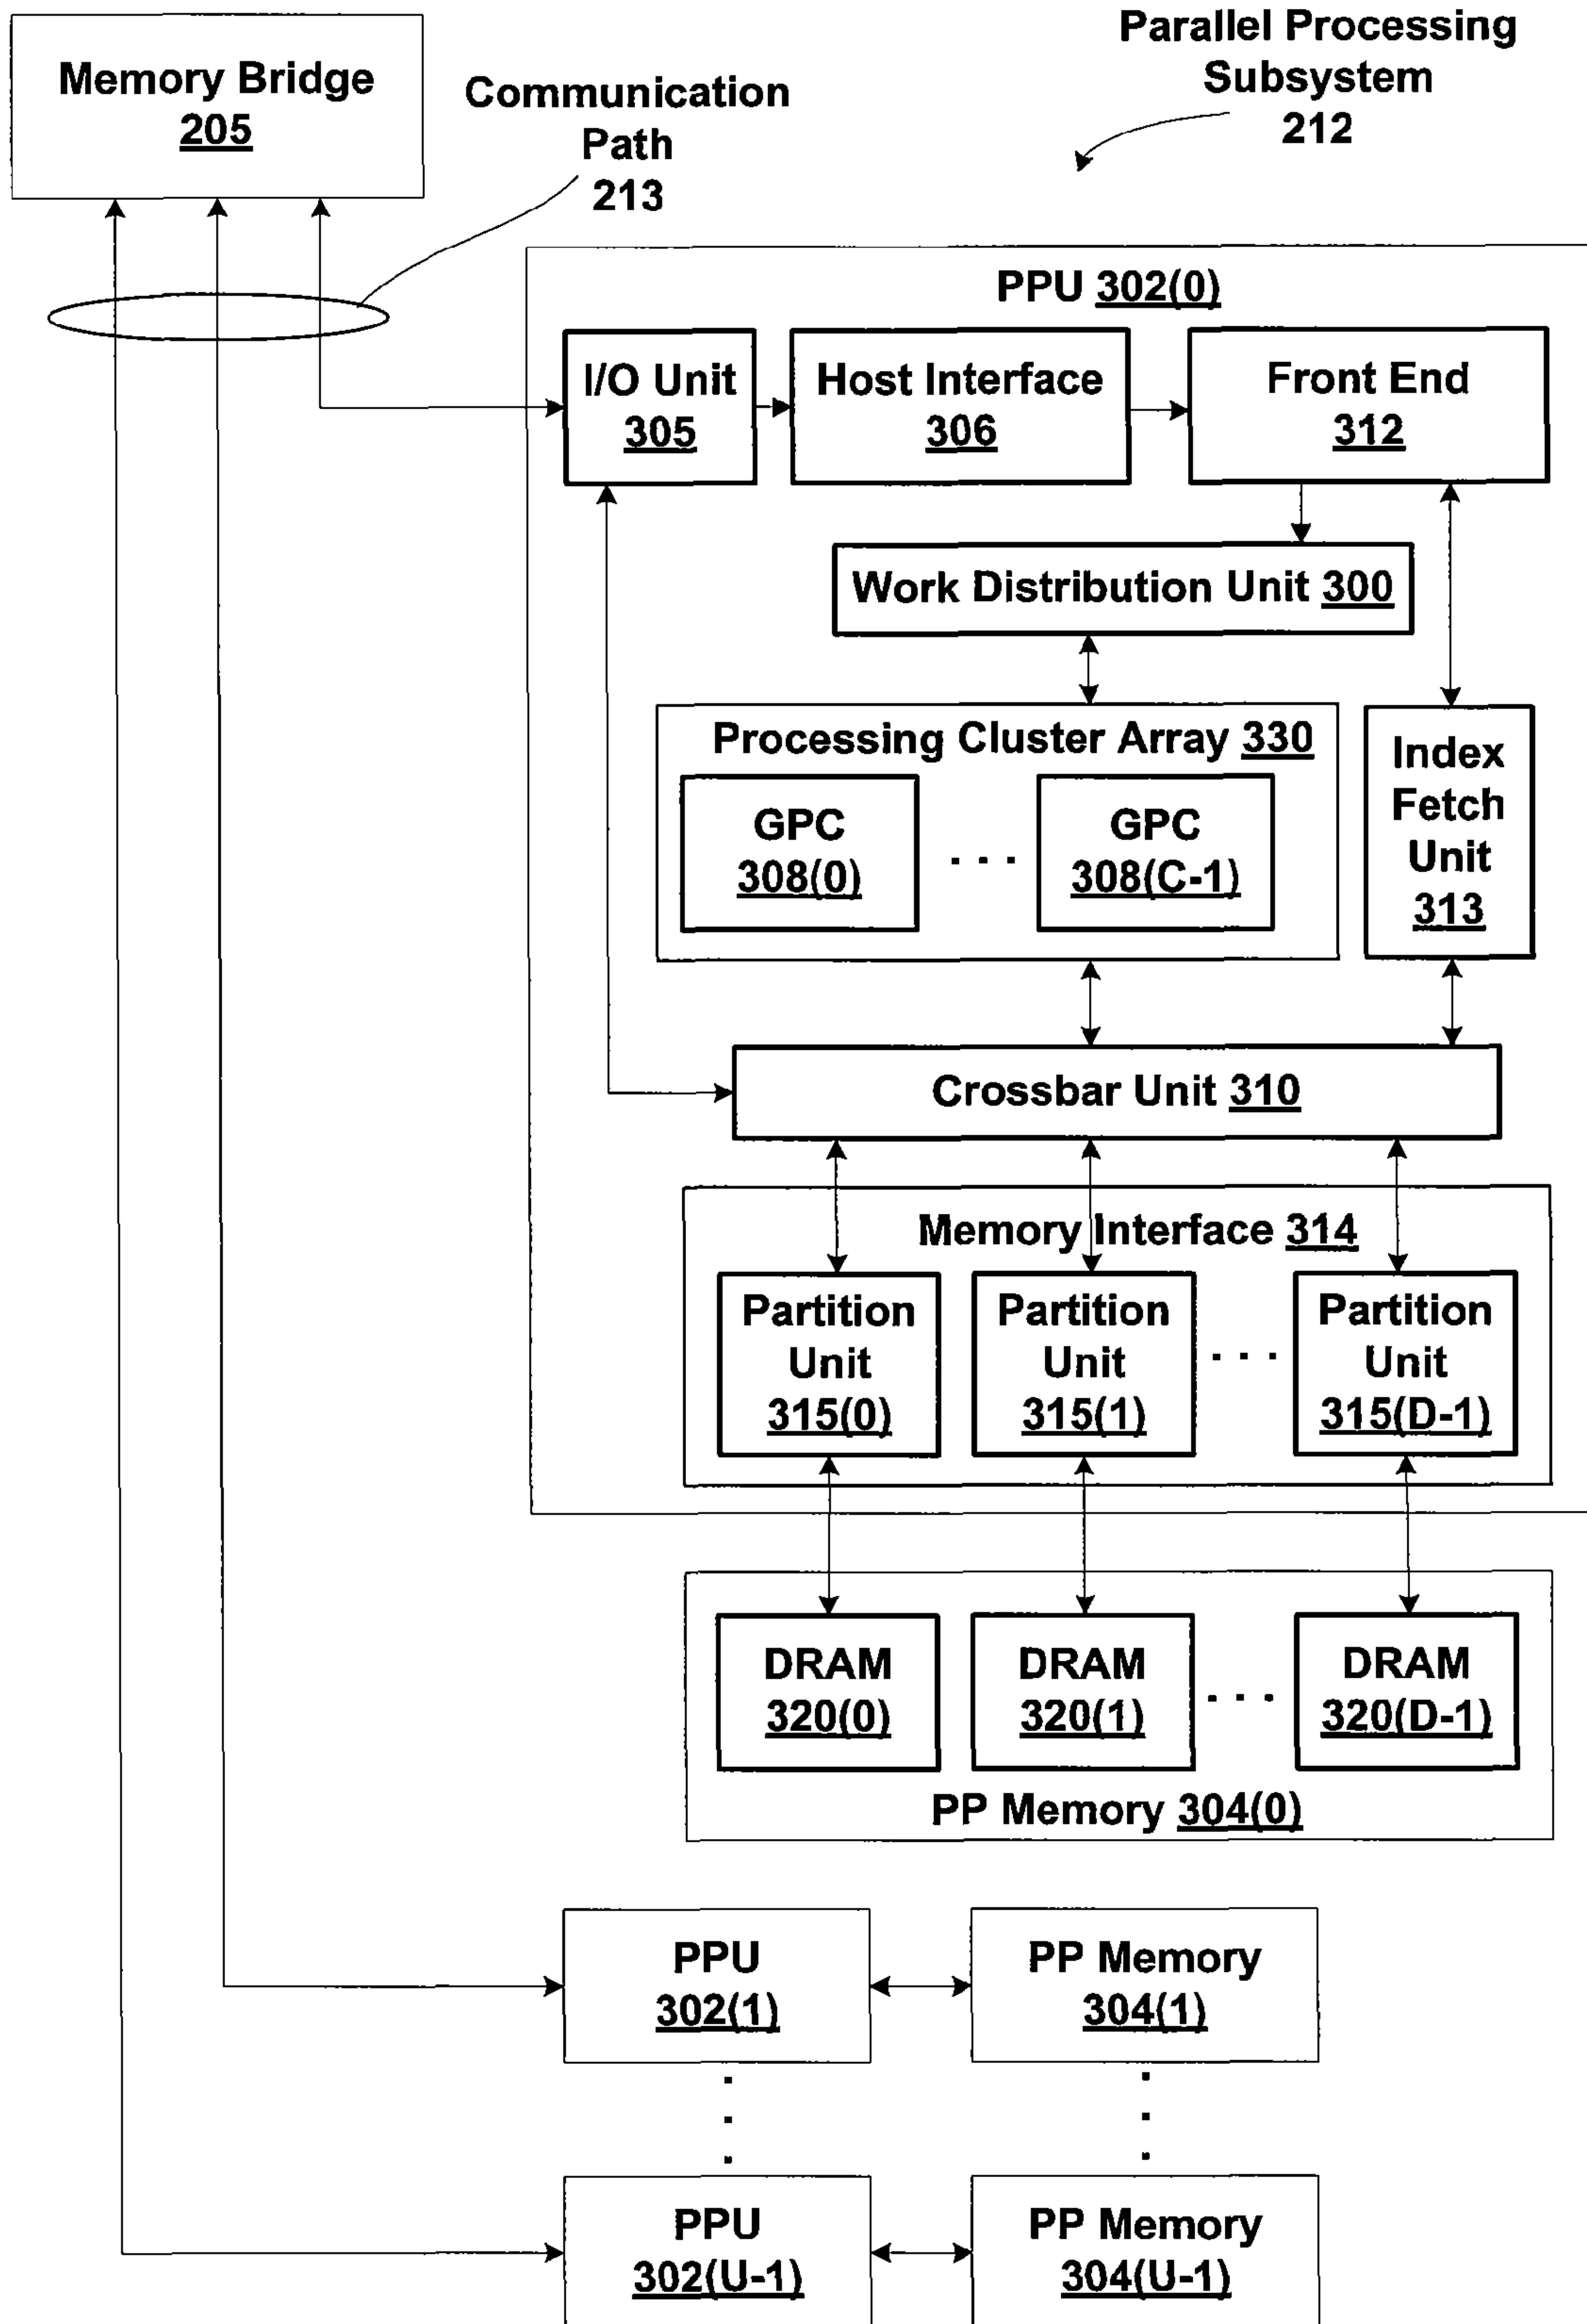 Parallel Processing
Subsystem
212
Memory Bridge
205
Communication
Path
213
PPU 302(0)
I/O Unit
305
Host Interface
306
Front End
312
Work Distribution Unit 300
Processing Cluster Array 330
GPC
308(0)
. . .
GPC
308(C-1)
Index
Fetch
Unit
313
Crossbar Unit 310
Memory Interface 314
Partition
Unit
315(0)
Partition
Unit
315(1)
. . .
Partition
Unit
315(D-1)
DRAM
320(0)
DRAM
320(1)
. . .
DRAM
320(D-1)
PP Memory 304(0)
PPU
302(1)
PP Memory
304(1)
PPU
302(U-1)
PP Memory
304(U-1)